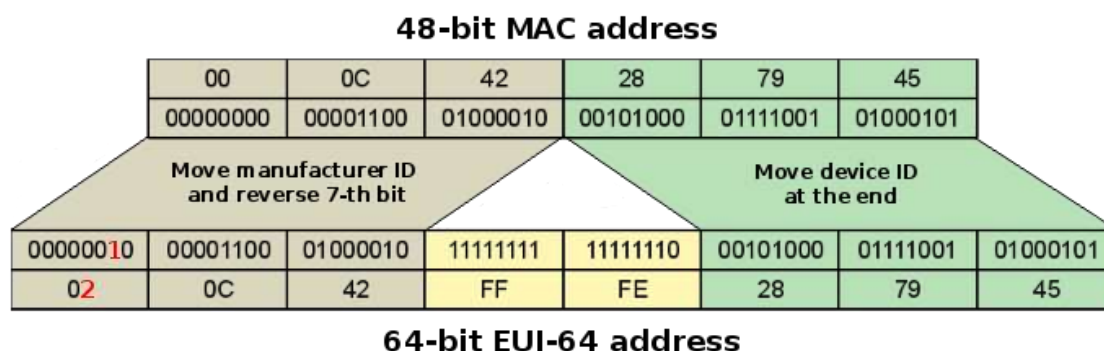 48-bit MAC address
00 0C 42 28 79 45
00000000 00001100 01000010 00101000 01111001 01000101
Move manufacturer ID
and reverse 7-th bit
Move device ID
at the end
00000010 00001100 01000010 11111111 11111110 00101000 01111001 01000101
02 0C 42 FF FE 28 79 45
64-bit EUI-64 address